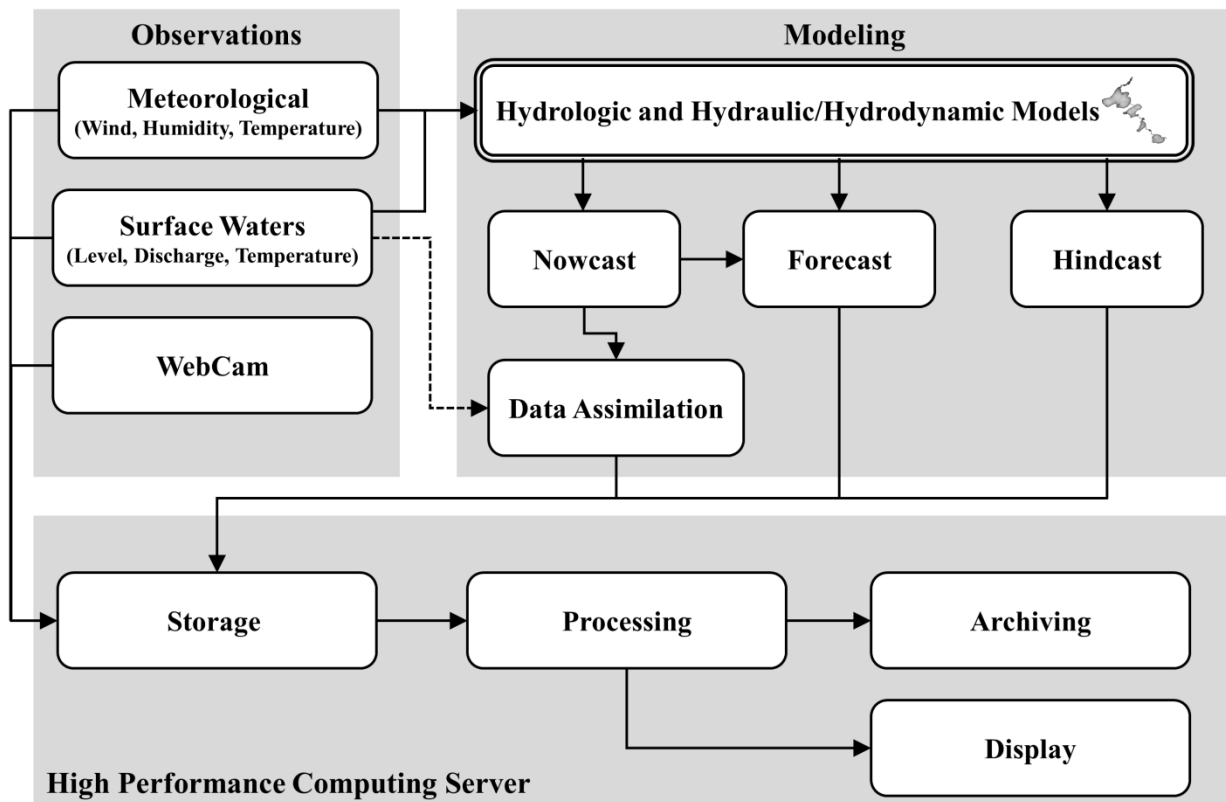 Observations
Meteorological
(Wind, Humidity, Temperature)
Surface Waters
(Level, Discharge, Temperature)
WebCam
Modeling
Hydrologic and Hydraulic/Hydrodynamic Models
Nowcast
Forecast
Hindcast
Data Assimilation
Storage
Processing
Archiving
Display
High Performance Computing Server